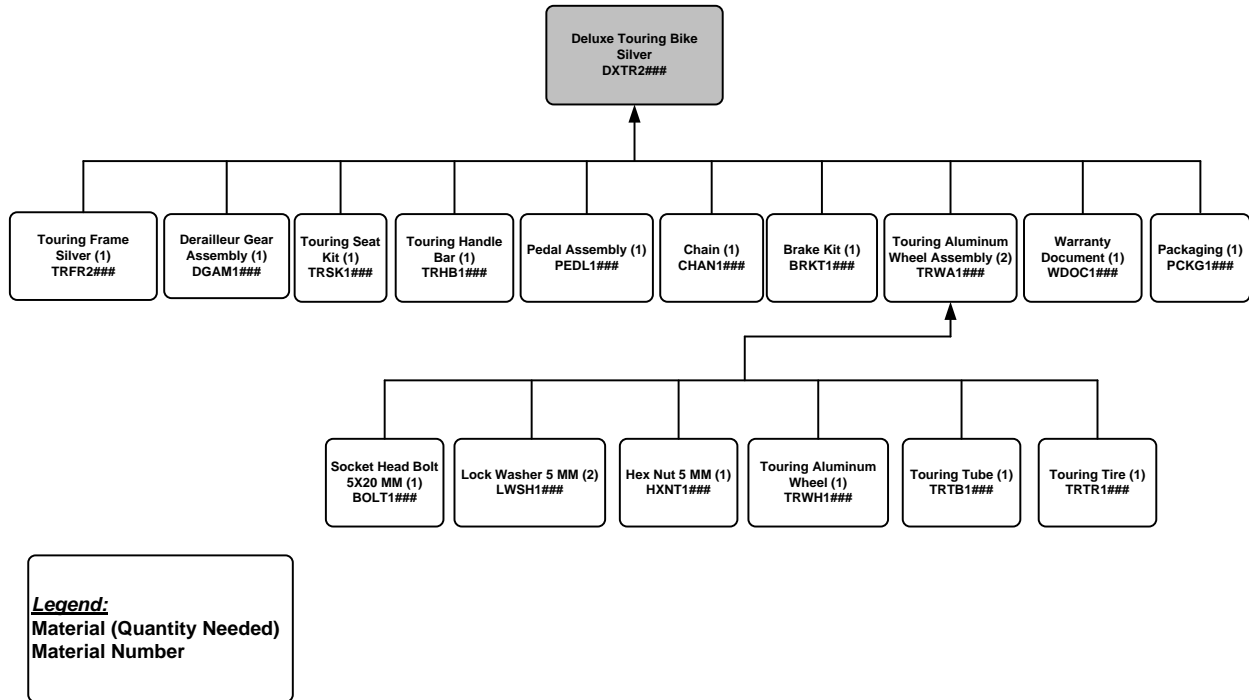 Deluxe Touring Bike
Silver
DXTR2###
Touring Frame
Silver (1)
TRFR2###
Derailleur Gear
Assembly (1)
DGAM1###
Touring Seat
Kit (1)
TRSK1###
Touring Handle
Bar (1)
TRHB1###
Pedal Assembly (1)
PEDL1###
Chain (1)
CHAN1###
Brake Kit (1)
BRKT1###
Touring Aluminum
Wheel Assembly (2)
TRWA1###
Warranty
Document (1)
WDOC1###
Packaging (1)
PCKG1###
Socket Head Bolt
5X20 MM (1)
BOLT1###
Lock Washer 5 MM (2)
LWSH1###
Hex Nut 5 MM (1)
HXNT1###
Touring Aluminum
Wheel (1)
TRWH1###
Touring Tube (1)
TRTB1###
Touring Tire (1)
TRTR1###
Legend:
Material (Quantity Needed)
Material Number